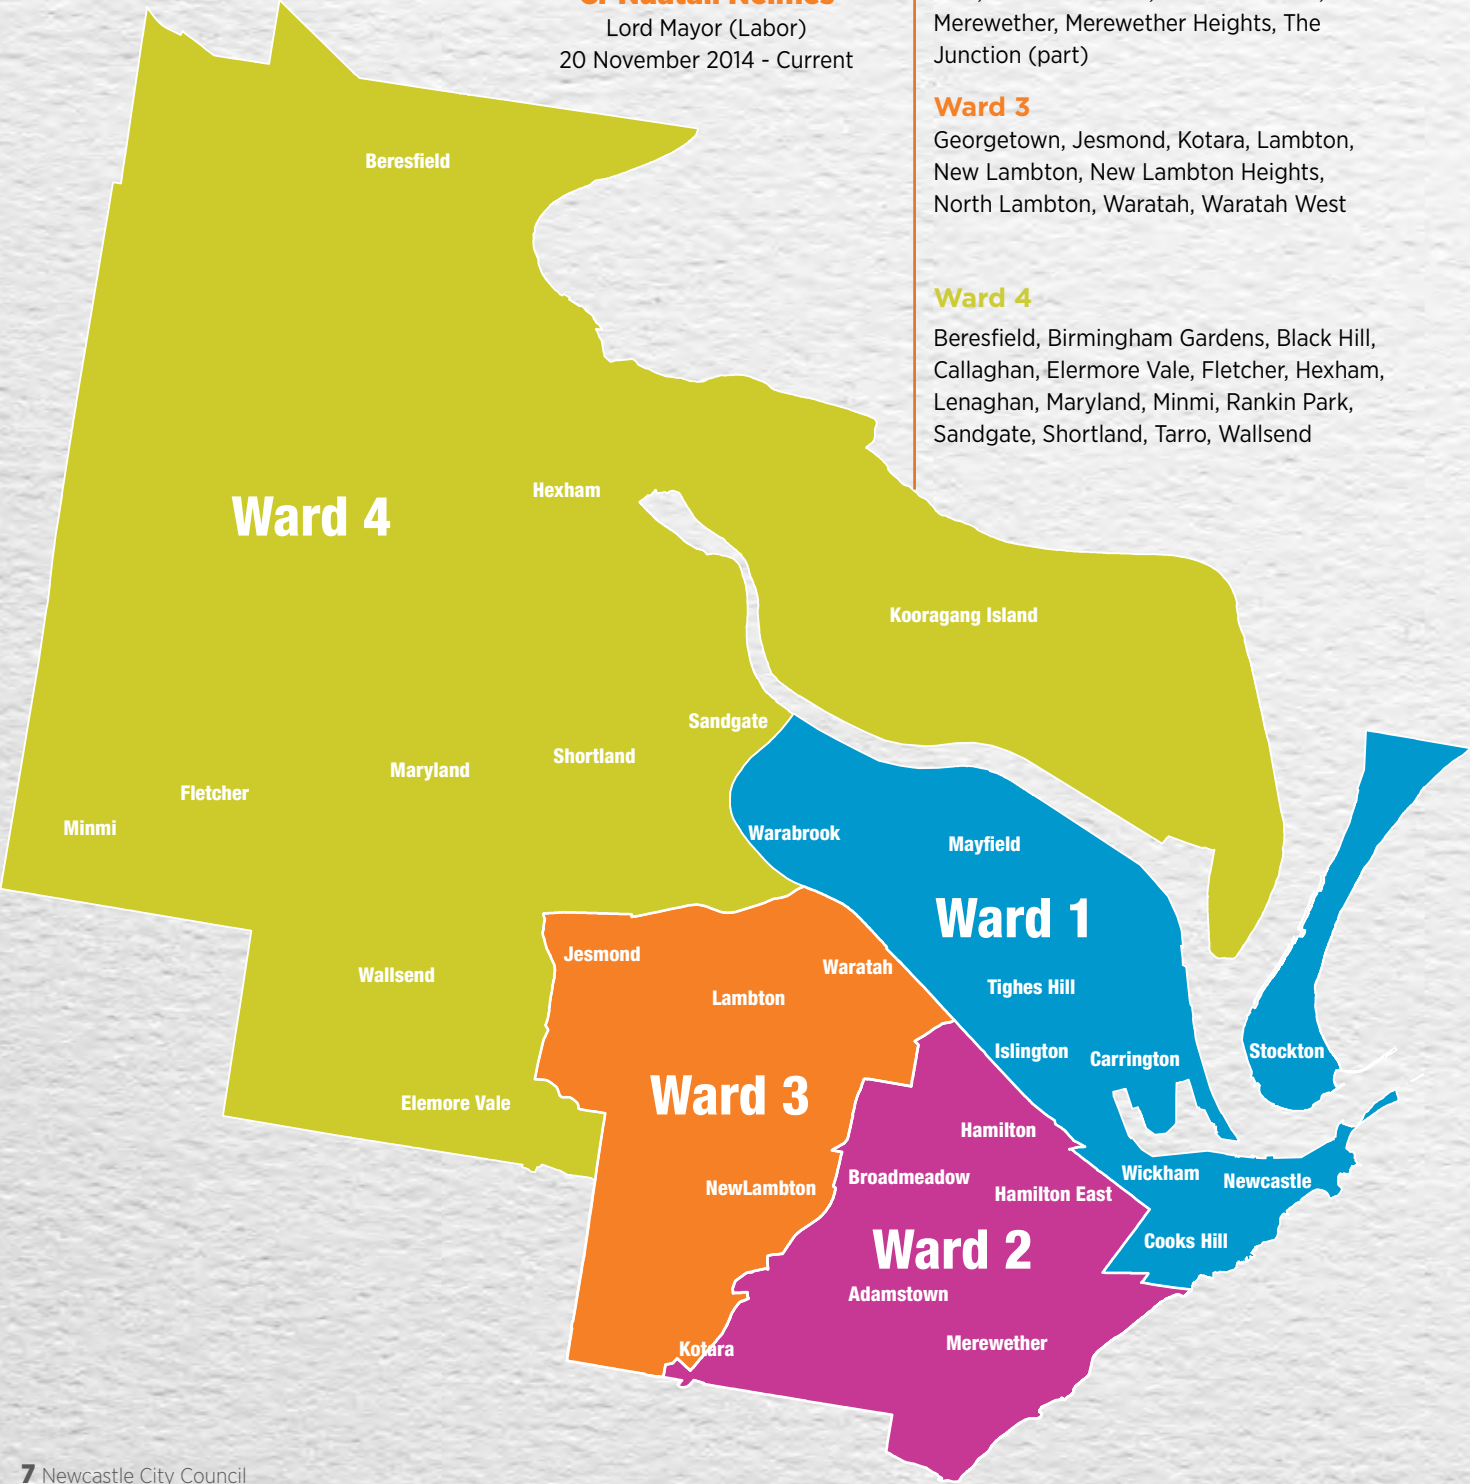 Lord Mayor (Labor)
20 November 2014 - Current
Merewether, Merewether Heights, The
Junction (part)
Ward 3
Georgetown, Jesmond, Kotara, Lambton,
New Lambton, New Lambton Heights,
North Lambton, Waratah, Waratah West
Ward 4
Beresfield, Birmingham Gardens, Black Hill,
Callaghan, Elermore Vale, Fletcher, Hexham,
Lenaghan, Maryland, Minmi, Rankin Park,
Sandgate, Shortland, Tarro, Wallsend
Beresfield
Hexham
Ward 4
Kooragang Island
Sandgate
Shortland
Maryland
Fletcher
Minmi
Warabrook
Mayfield
Ward 1
Jesmond
Waratah
Wallsend
Lambton
Tighes Hill
Islington
Carrington
Stockton
Ward 3
Elemore Vale
Hamilton
Broadmeadow
Wickham
Newcastle
NewLambton
Hamilton East
Cooks Hill
Ward 2
Adamstown
Merewether
Kotara
7 Newcastle City Council